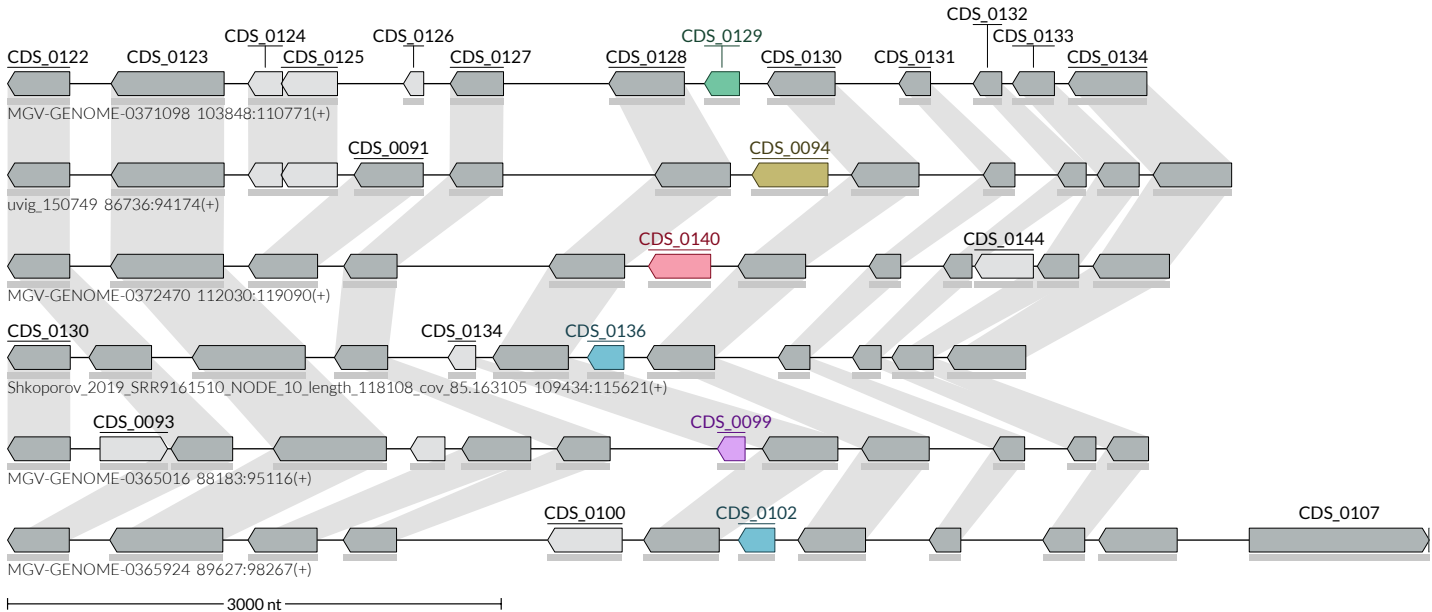 CDS_0132
CDS_0124 CDS_0126 CDS_0129 CDS_0133
CDS_0122 CDS_0123 CDS_0125 CDS_0127 CDS_0128 CDS_0130 CDS_0131 CDS_0134
MGV-GENOME-0371098 103848:110771(+)
CDS_0091 CDS_0094
uvig_150749 86736:94174(+)
CDS_0140 CDS_0144
MGV-GENOME-0372470 112030:119090(+)
CDS_0130 CDS_0134 CDS_0136
Shkoporov_2019_SRR9161510_NODE_10_length_118108_cov_85.163105 109434:115621(+)
CDS_0093 CDS_0099
MGV-GENOME-0365016 88183:95116(+)
CDS_0100 CDS_0102 CDS_0107
MGV-GENOME-0365924 89627:98267(+)
3000 nt